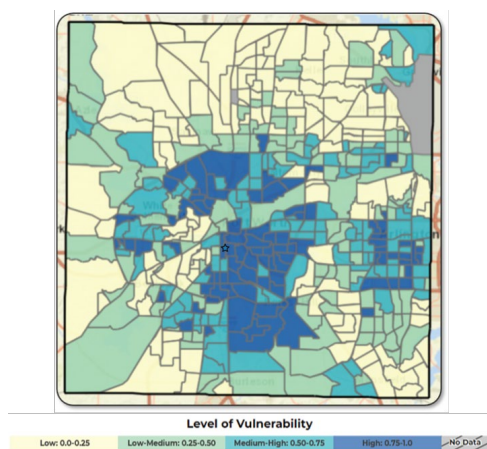 Level of Vulnerability
Low: 0.0-0.25
Low-Medium: 0.25-0.50
Medium-High: 0.50-0.75
High: 0.75-1.0
No Data